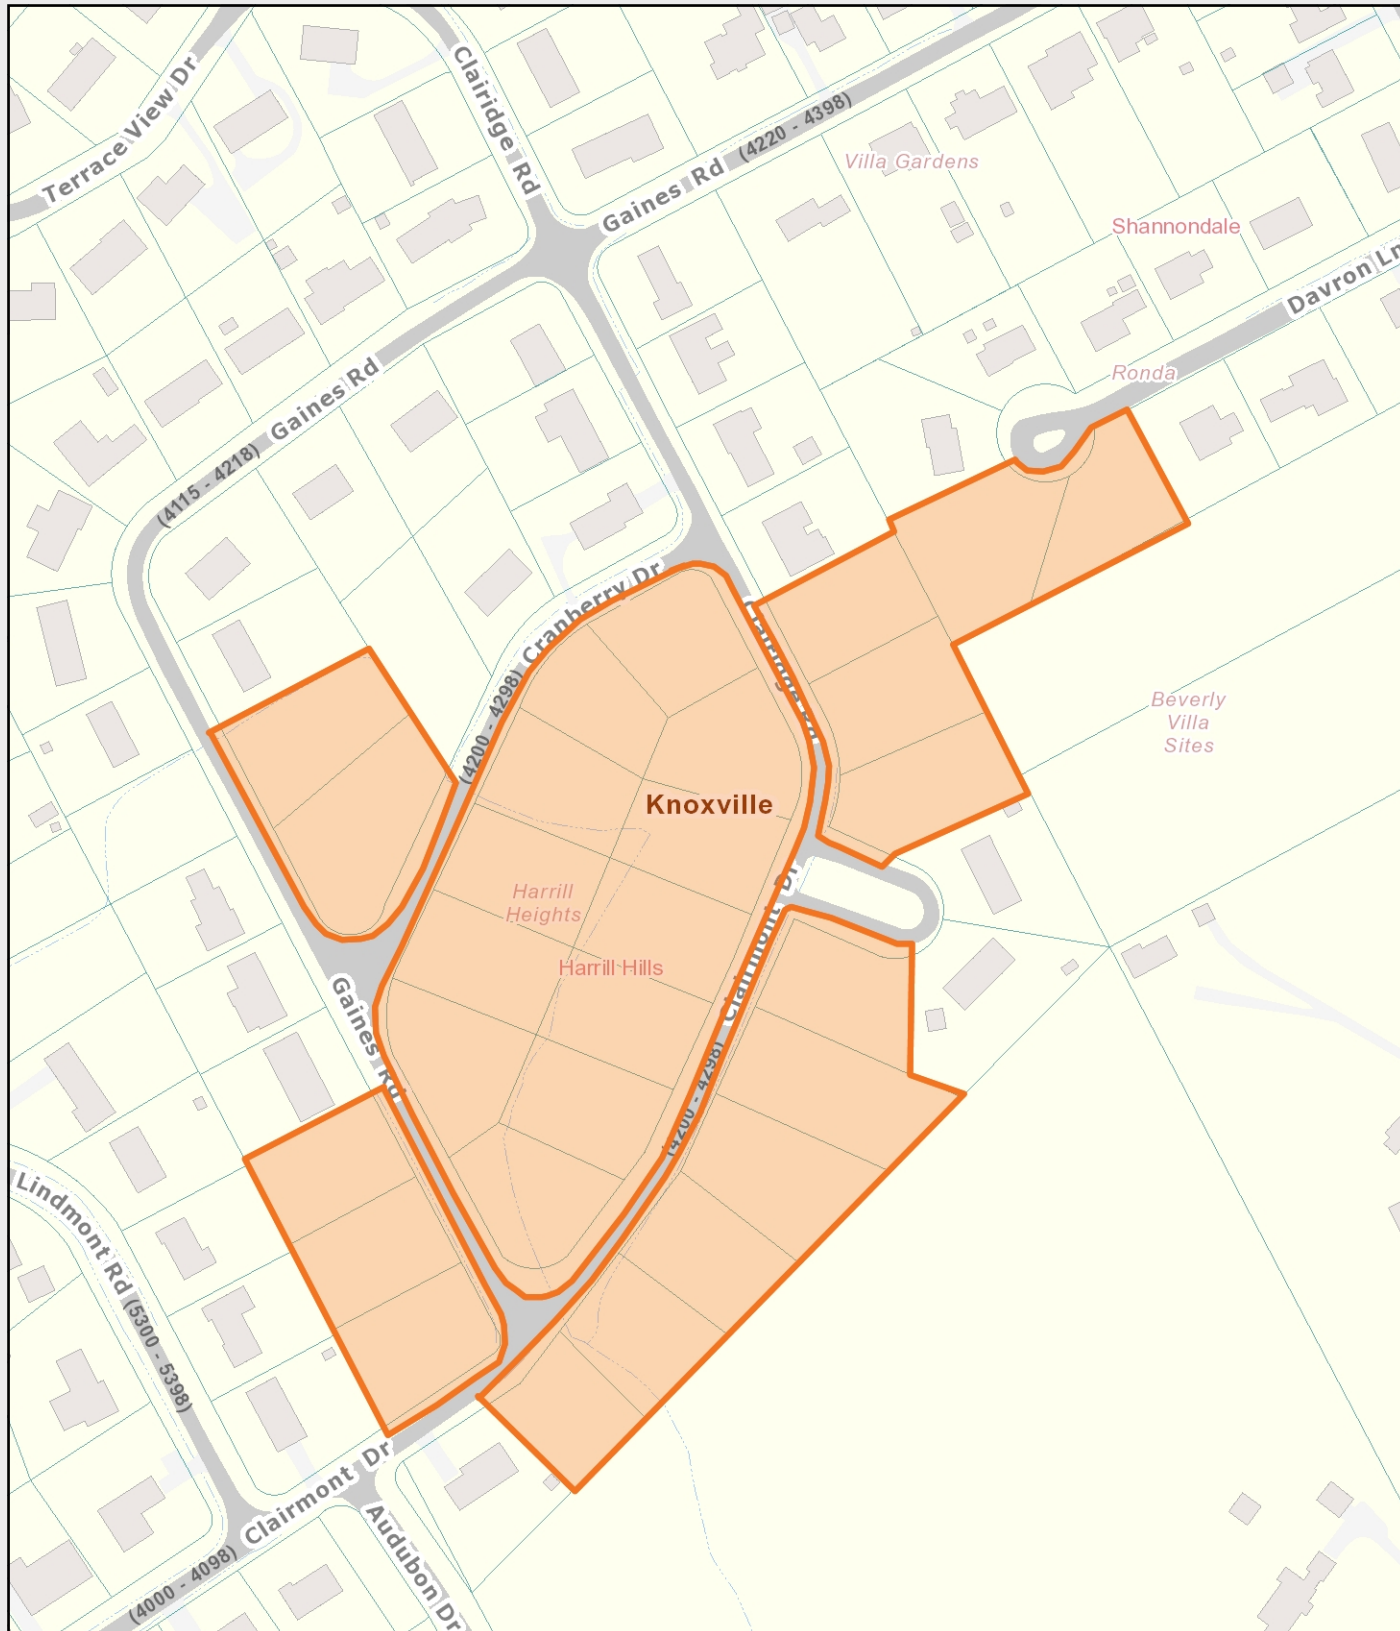 Terrace View Dr
Clairidge Rd
Gaines Rd
(4220 - 4398)
Villa Gardens
Shannondale
Davron Ln
Ronda
Gaines Rd
(4115 - 4218)
Cranberry Dr
(4200 - 4298)
Clairidge Rd
Beverly
Villa
Sites
Knoxville
Harrill
Heights
Harrill Hills
Clairmont Dr
(4200 - 4298)
Gaines Rd
Lindmont Rd
(5300 - 5398)
Clairmont Dr
(4000 - 4098)
Audubon Dr